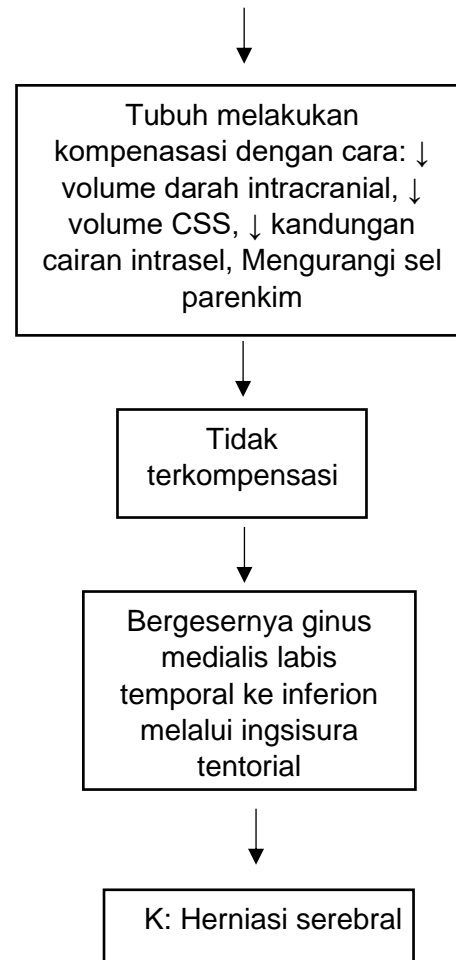 Tubuh melakukan
kompenasasi dengan cara: ↓
volume darah intracranial, ↓
volume CSS, ↓ kandungan
cairan intrasel, Mengurangi sel
parenkim
Tidak
terkompensasi
Bergesernya ginus
medialis labis
temporal ke inferion
melalui ingsisura
tentorial
K: Herniasi serebral